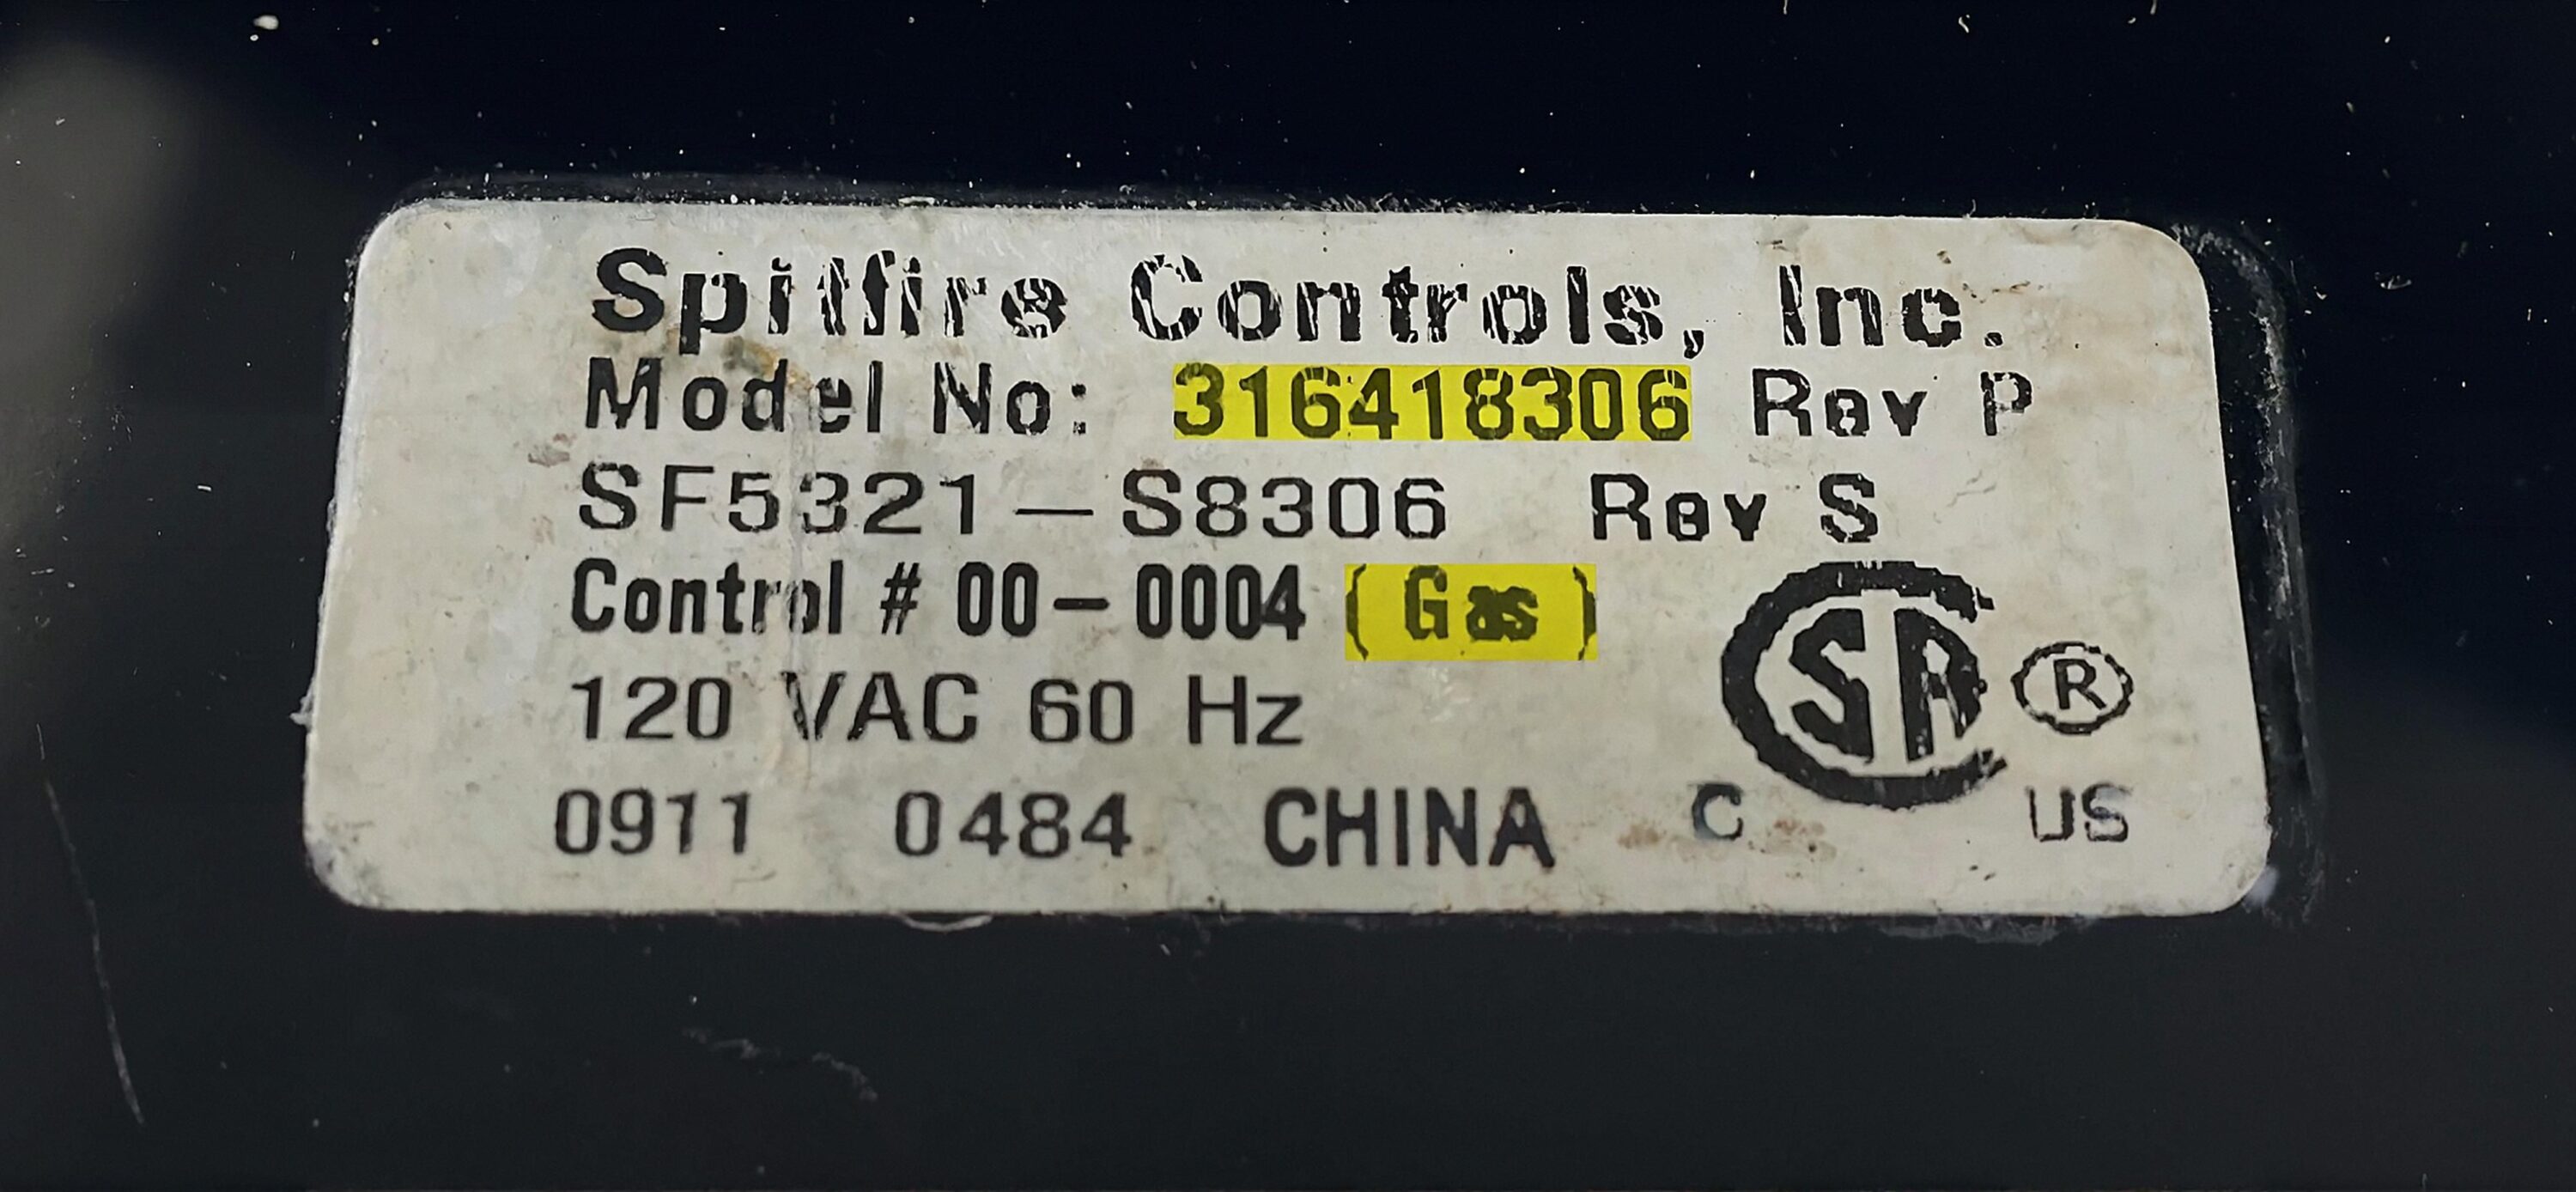 Spitfire Controls, Inc.
Model No: 316418306 Rev P
SF5321-S8306 Rev S
Control # 00-0004 (Gas)
120 VAC 60 Hz
SA ®
0911 0484 CHINA C US